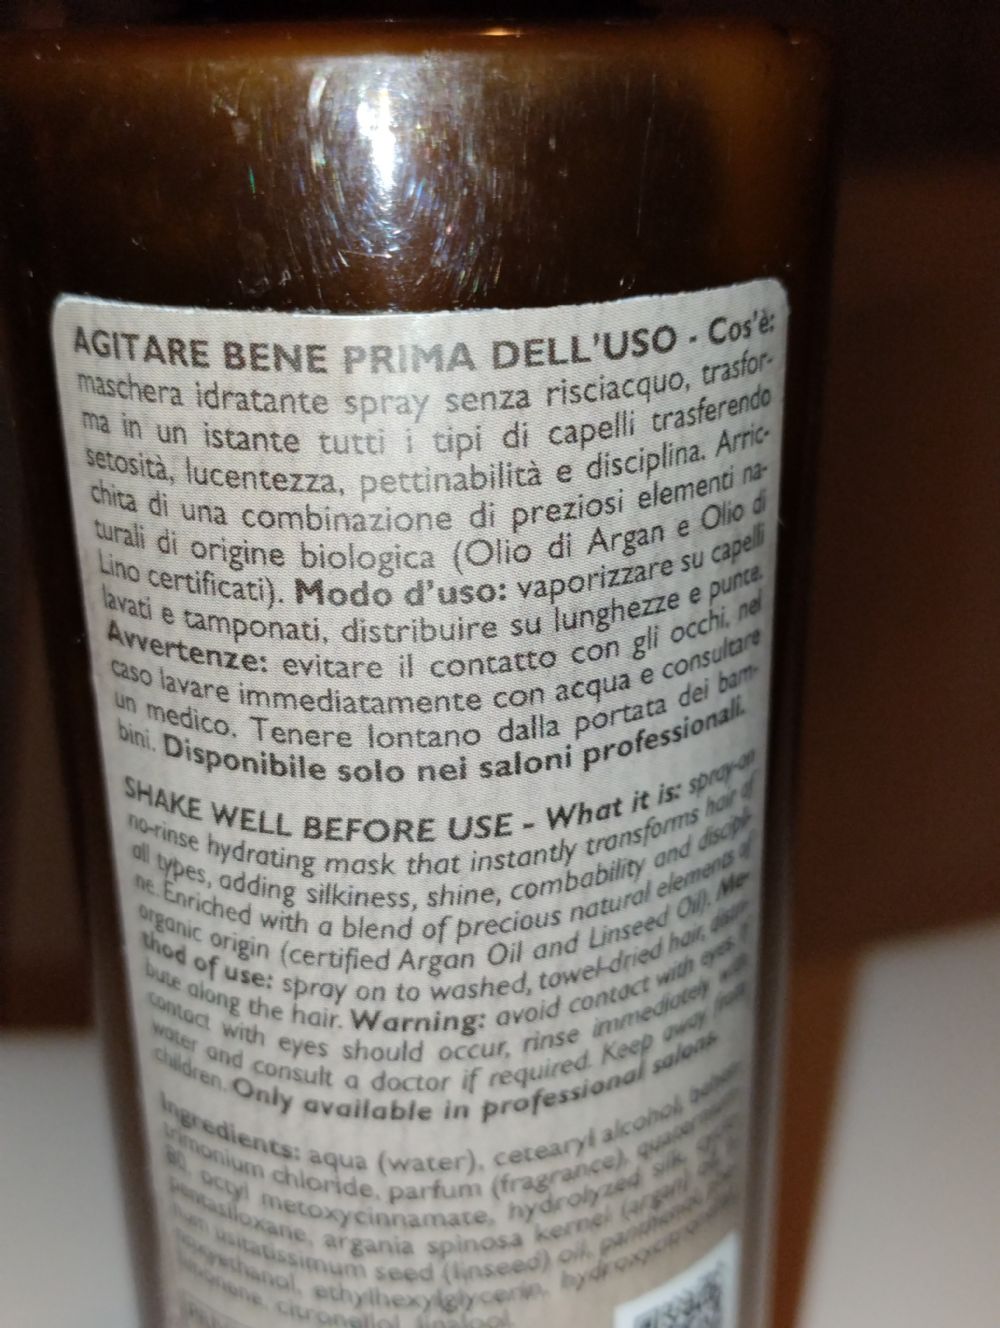 AGITARE BENE PRIMA DELL'USO - Cos'è:
maschera idratante spray senza risciacquo, trasfor-
ma in un istante tutti i tipi di capelli trasferendo
setosità, lucentezza, pettinabilità e disciplina. Arric-
chita di una combinazione di preziosi elementi na-
turali di origine biologica (Olio di Argan e Olio di
Lino certificati). Modo d'uso: vaporizzare su capelli
lavati e tamponati, distribuire su lunghezze e punte.
Avvertenze: evitare il contatto con gli occhi, nel
caso lavare immediatamente con acqua e consultare
un medico. Tenere lontano dalla portata dei bam-
bini. Disponibile solo nei saloni professionali.
SHAKE WELL BEFORE USE - What it is: spray-on
no-rinse hydrating mask that instantly transforms hair of
all types, adding silkiness, shine, combability and discipli-
ne. Enriched with a blend of precious natural elements of
organic origin (certified Argan Oil and Linseed Oil). Me-
thod of use: spray on to washed, towel-dried hair, distri-
bute along the hair. Warning: avoid contact with eyes. If
contact with eyes should occur, rinse immediately with
water and consult a doctor if required. Keep away from
children. Only available in professional salons.
Ingredients: aqua (water), cetearyl alcohol,
trimonium chloride, parfum (fragrance),
80, octyl metoxycinnamate, hydrolyzed silk,
pentasiloxane, argania spinosa kernel (argan) oil,
usitatissimum seed (linseed) oil,
ethylhexylglycerin,
limonene, citronellol, linalool.